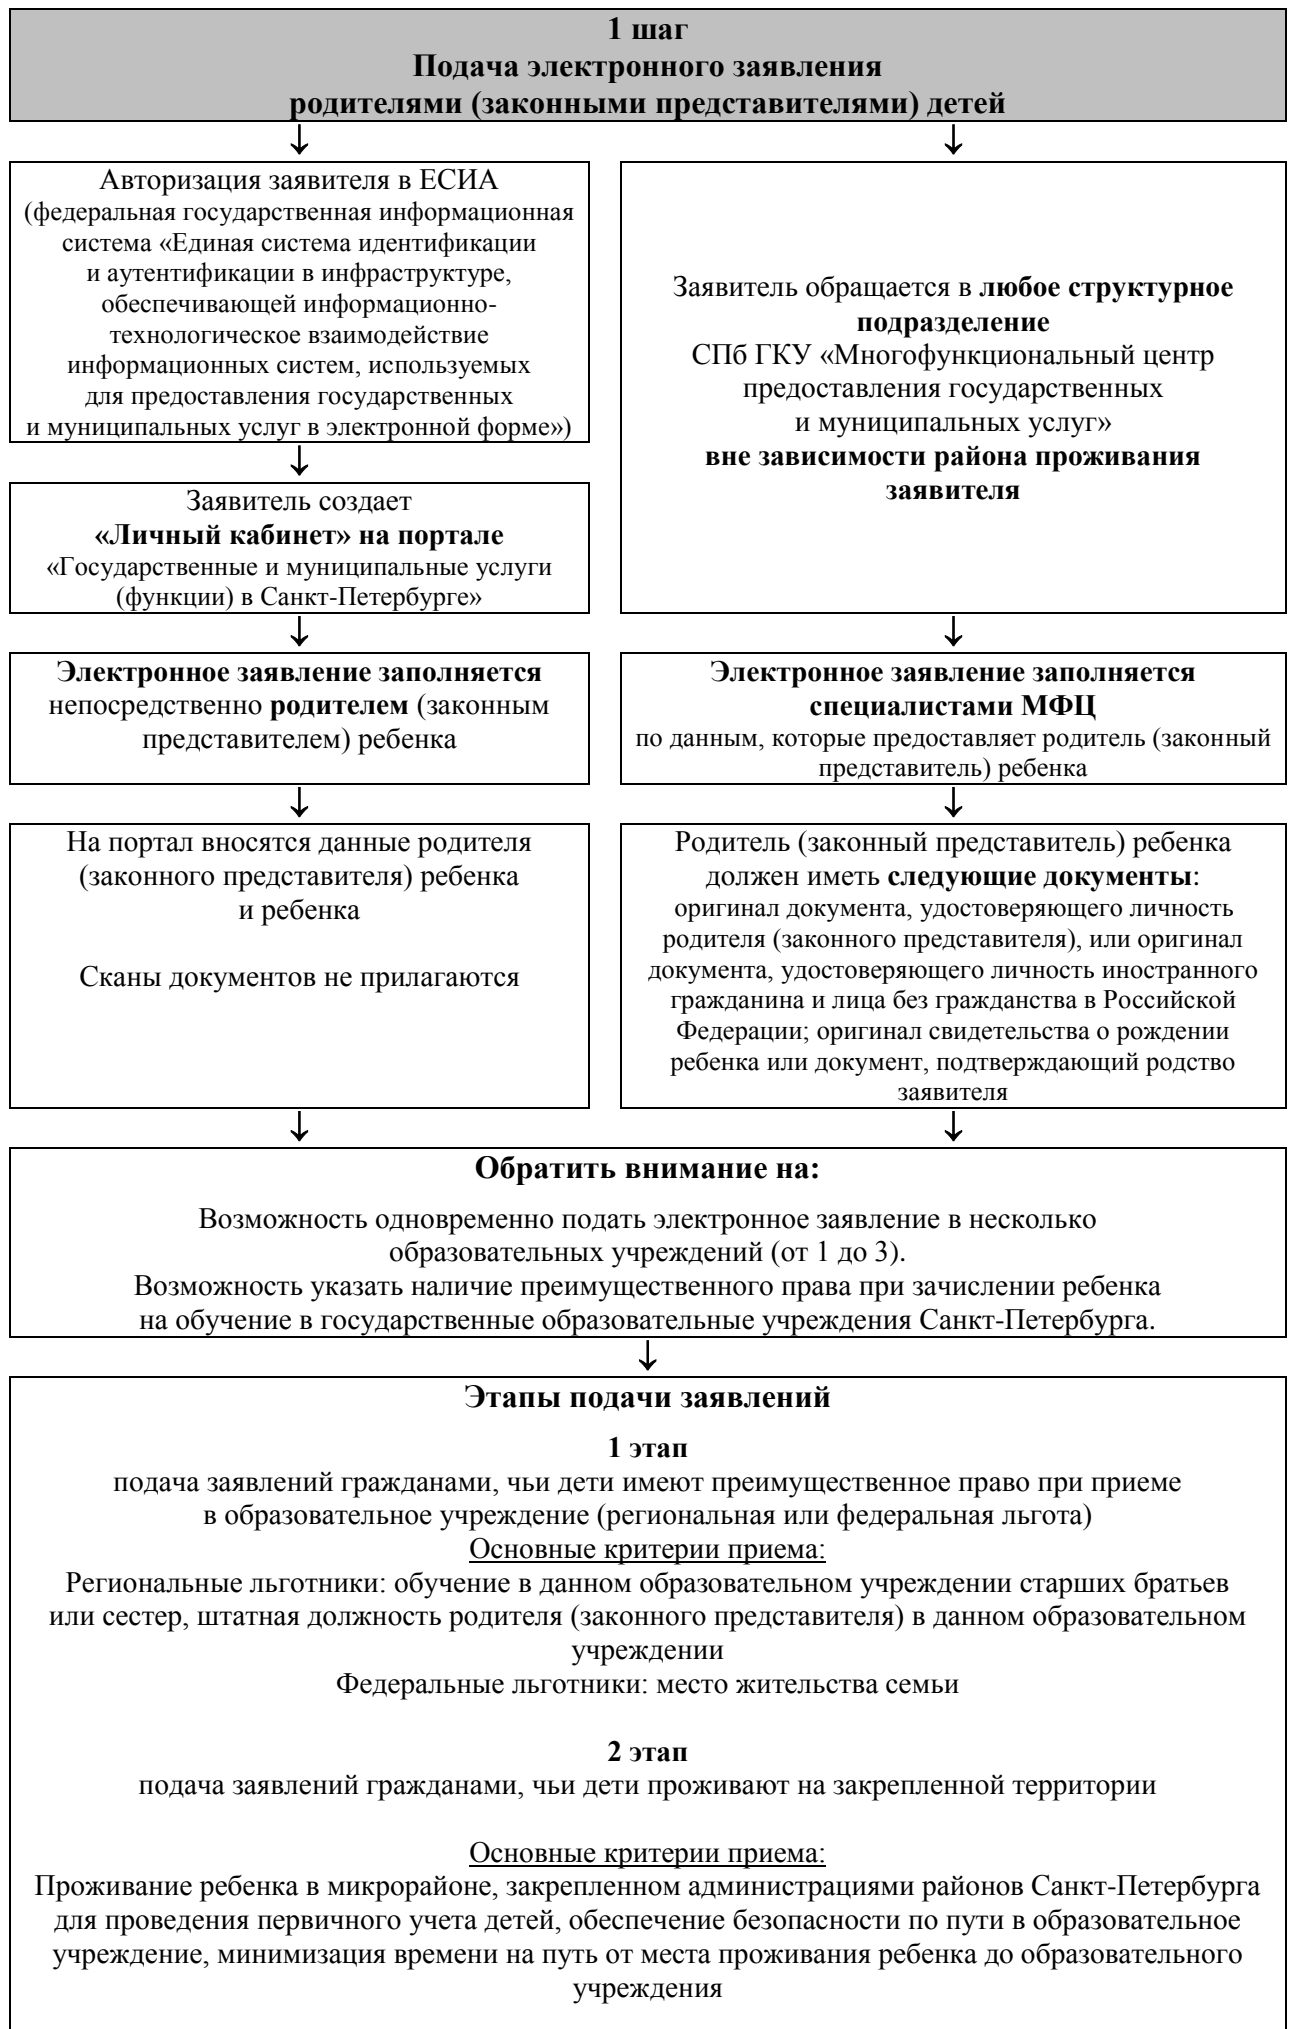 1 шаг
Подача электронного заявления
родителями (законными представителями) детей
↓
↓
Авторизация заявителя в ЕСИА
(федеральная государственная информационная
система «Единая система идентификации
и аутентификации в инфраструктуре,
обеспечивающей информационно-
технологическое взаимодействие
информационных систем, используемых
для предоставления государственных
и муниципальных услуг в электронной форме»)
↓
Заявитель создает
«Личный кабинет» на портале
«Государственные и муниципальные услуги
(функции) в Санкт-Петербурге»
Заявитель обращается в любое структурное
подразделение
СПб ГКУ «Многофункциональный центр
предоставления государственных
и муниципальных услуг»
вне зависимости района проживания
заявителя
↓
↓
Электронное заявление заполняется
непосредственно родителем (законным
представителем) ребенка
Электронное заявление заполняется
специалистами МФЦ
по данным, которые предоставляет родитель (законный
представитель) ребенка
↓
↓
На портал вносятся данные родителя
(законного представителя) ребенка
и ребенка
Сканы документов не прилагаются
Родитель (законный представитель) ребенка
должен иметь следующие документы:
оригинал документа, удостоверяющего личность
родителя (законного представителя), или оригинал
документа, удостоверяющего личность иностранного
гражданина и лица без гражданства в Российской
Федерации; оригинал свидетельства о рождении
ребенка или документ, подтверждающий родство
заявителя
↓
↓
Обратить внимание на:
Возможность одновременно подать электронное заявление в несколько
образовательных учреждений (от 1 до 3).
Возможность указать наличие преимущественного права при зачислении ребенка
на обучение в государственные образовательные учреждения Санкт-Петербурга.
↓
Этапы подачи заявлений
1 этап
подача заявлений гражданами, чьи дети имеют преимущественное право при приеме
в образовательное учреждение (региональная или федеральная льгота)
Основные критерии приема:
Региональные льготники: обучение в данном образовательном учреждении старших братьев
или сестер, штатная должность родителя (законного представителя) в данном образовательном
учреждении
Федеральные льготники: место жительства семьи
2 этап
подача заявлений гражданами, чьи дети проживают на закрепленной территории
Основные критерии приема:
Проживание ребенка в микрорайоне, закрепленном администрациями районов Санкт-Петербурга
для проведения первичного учета детей, обеспечение безопасности по пути в образовательное
учреждение, минимизация времени на путь от места проживания ребенка до образовательного
учреждения